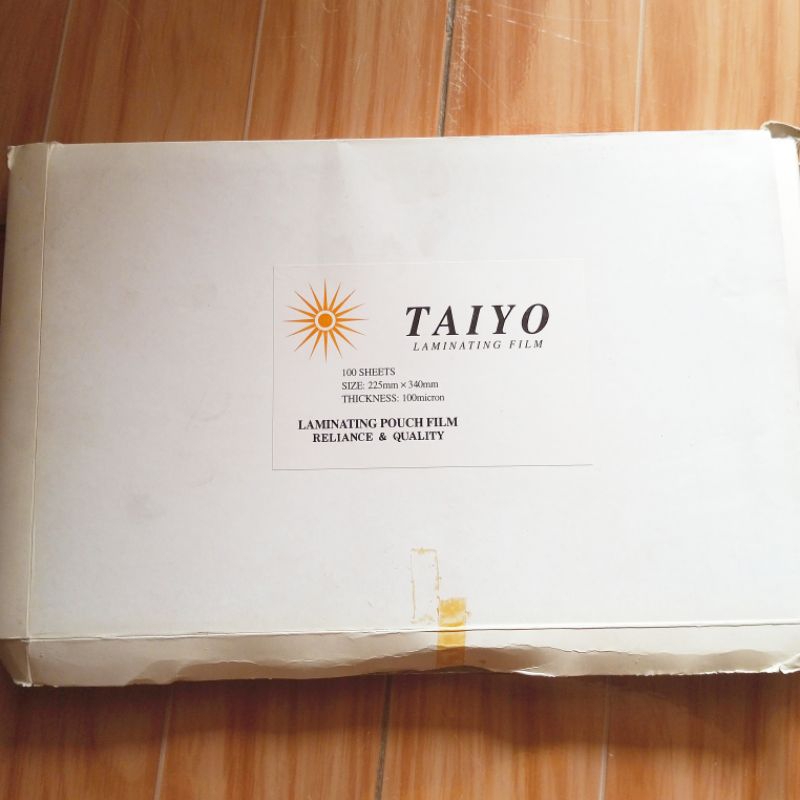 TAIYO
LAMINATING FILM
100 SHEETS
SIZE: 225mm × 340mm
THICKNESS: 100micron
LAMINATING POUCH FILM
RELIANCE & QUALITY